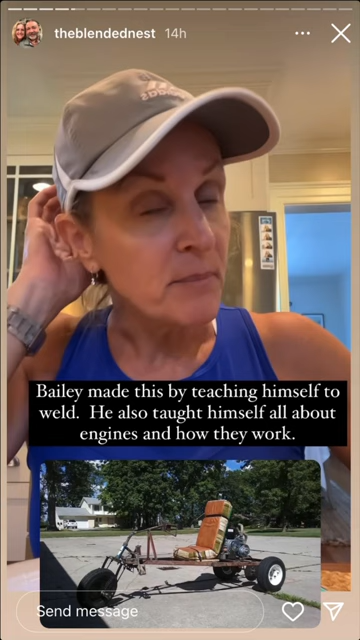 theblendednest 14h
Bailey made this by teaching himself to
weld. He also taught himself all about
engines and how they work.
Send message